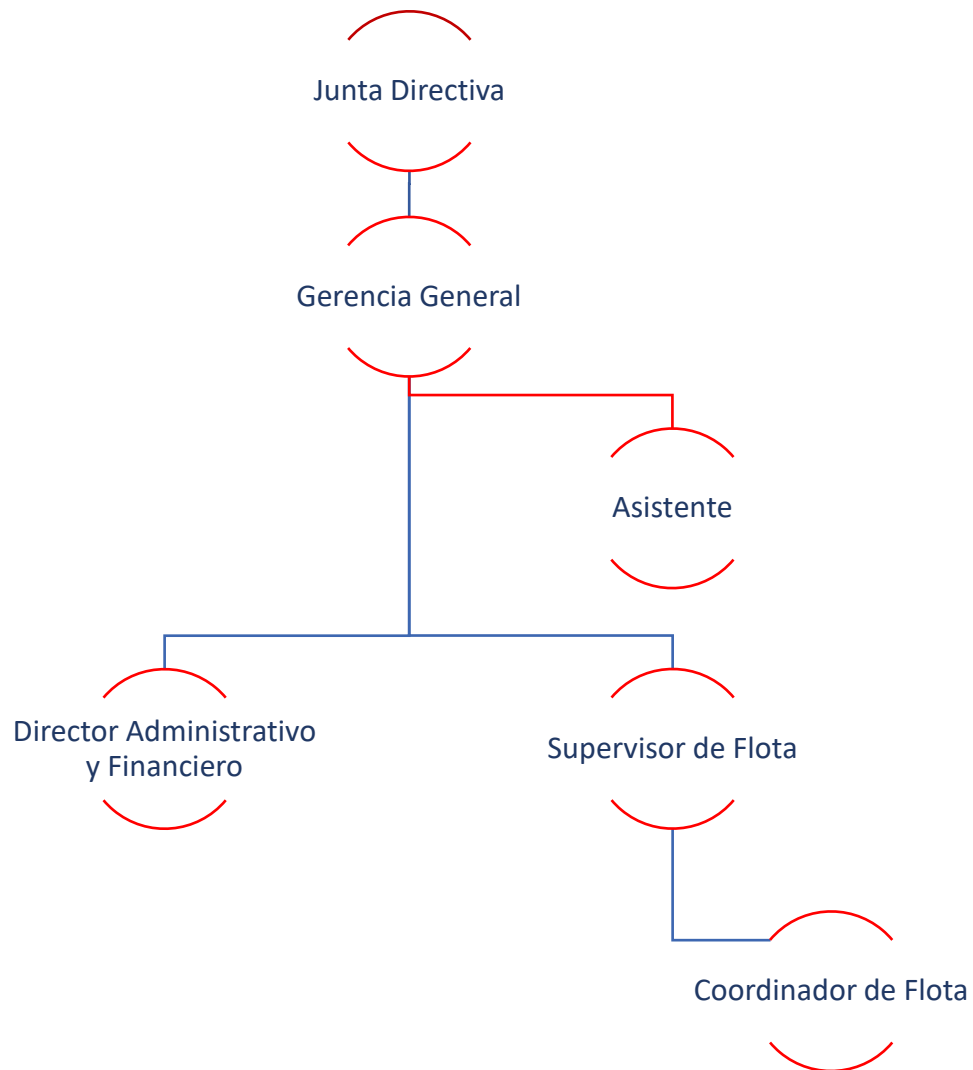 Junta Directiva
Gerencia General
Asistente
Director Administrativo
y Financiero
Supervisor de Flota
Coordinador de Flota